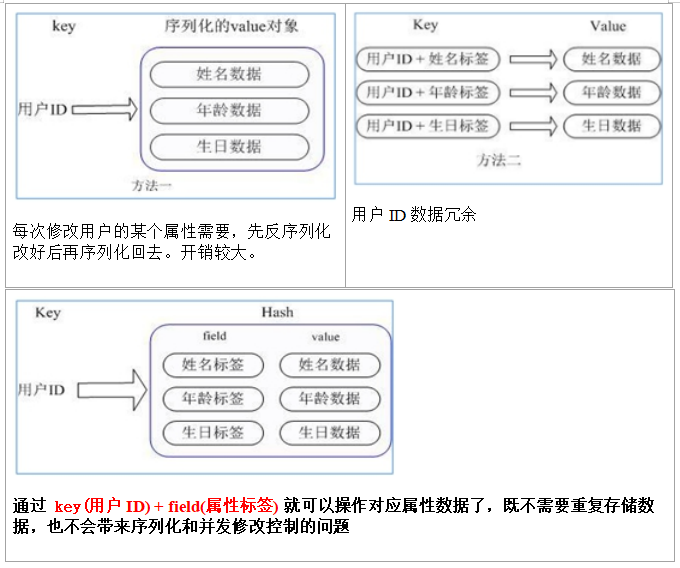 key 序列化的value对象
姓名数据
用户ID
年龄数据
生日数据
方法一
每次修改用户的某个属性需要，先反序列化
改好后再序列化回去。开销较大。
Key Value
用户ID + 姓名标签 姓名数据
用户ID + 年龄标签 年龄数据
用户ID + 生日标签 生日数据
方法二
用户 ID 数据冗余
Key Hash
field value
姓名标签 姓名数据
用户ID 年龄标签 年龄数据
生日标签 生日数据
通过 key(用户 ID) + field(属性标签) 就可以操作对应属性数据了，既不需要重复存储数
据，也不会带来序列化和并发修改控制的问题